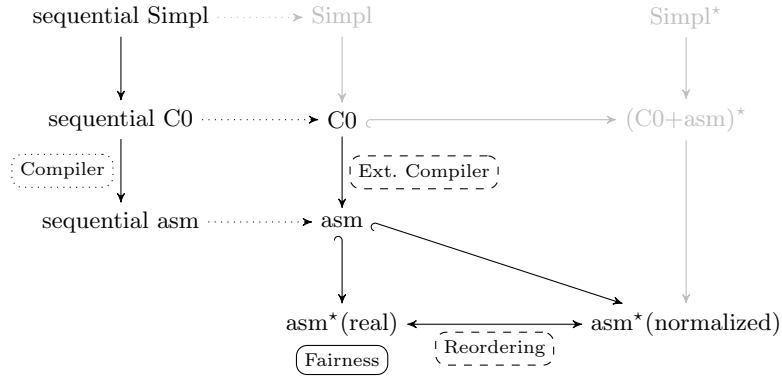 sequential Simpl
Simpl
Simpl⋆
sequential C0
C0
(C0+asm)⋆
Compiler
Ext. Compiler
sequential asm
asm
asm⋆(real)
asm⋆(normalized)
Reordering
Fairness